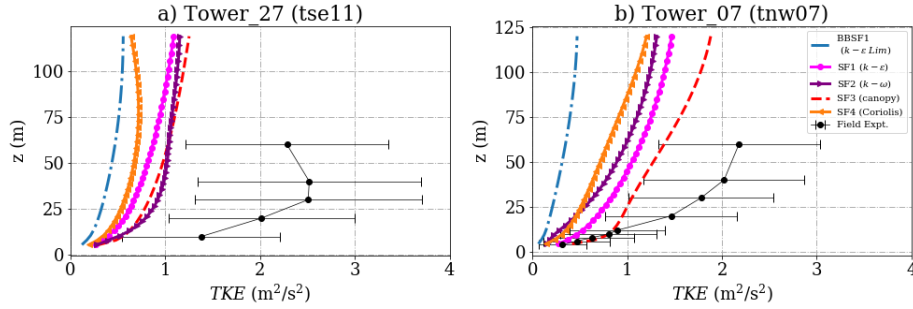 a) Tower_27 (tse11)
z (m)
100
75
50
25
0
0 1 2 3 4
TKE (m²/s²)
b) Tower_07 (tnw07)
z (m)
125
100
75
50
25
0
0 1 2 3 4
TKE (m²/s²)
BBSF1
(k − ε Lim)
SF1 (k − ε)
SF2 (k − ω)
SF3 (canopy)
SF4 (Coriolis)
Field Expt.